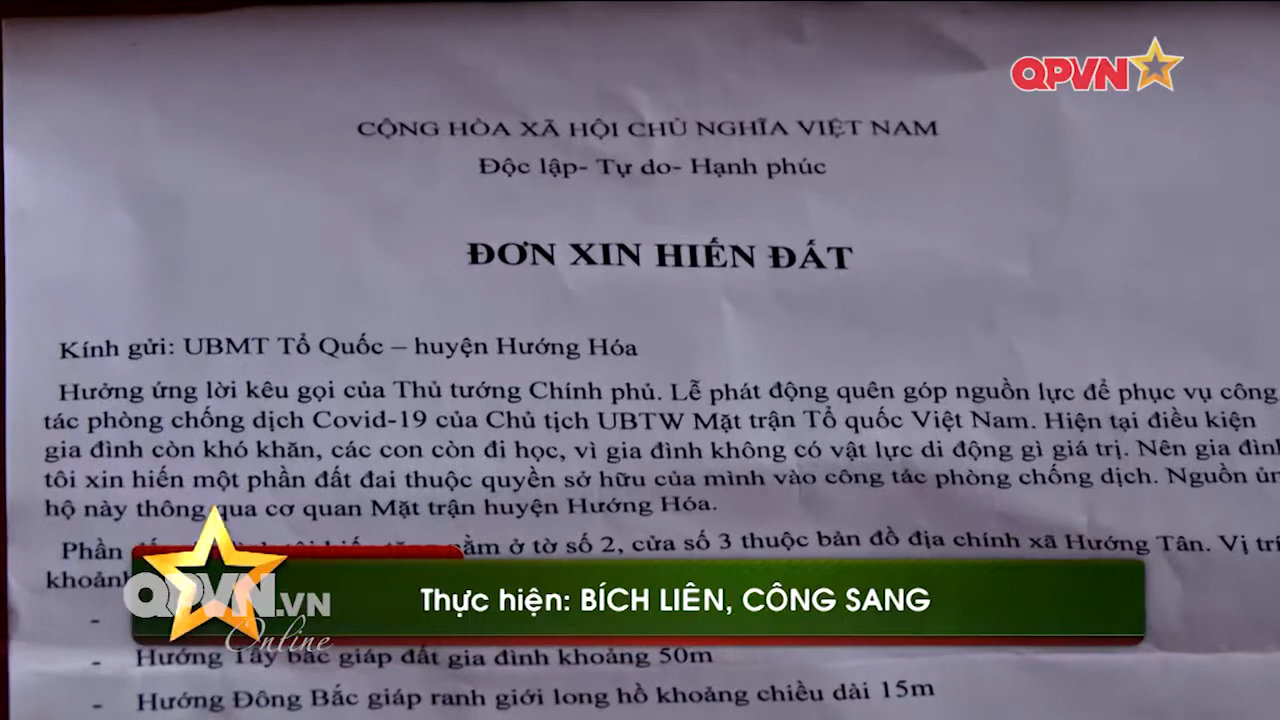 QPVN
CỘNG HÒA XÃ HỘI CHỦ NGHĨA VIỆT NAM
Độc lập- Tự do- Hạnh phúc
ĐƠN XIN HIẾN ĐẤT
Kính gửi: UBMT Tổ Quốc – huyện Hướng Hóa
Hưởng ứng lời kêu gọi của Thủ tướng Chính phủ. Lễ phát động quên góp nguồn lực để phục vụ công
tác phòng chống dịch Covid-19 của Chủ tịch UBTW Mặt trận Tổ quốc Việt Nam. Hiện tại điều kiện
gia đình còn khó khăn, các con còn đi học, vì gia đình không có vật lực di động gì giá trị. Nên gia đình
tôi xin hiến một phần đất đai thuộc quyền sở hữu của mình vào công tác phòng chống dịch. Nguồn
hộ này thông qua cơ quan Mặt trận huyện Hướng Hóa.
Phần nằm ở tờ số 2, cửa số 3 thuộc bản đồ địa chính xã Hướng Tân. Vị trí
QPVN.VN
Online
Thực hiện: BÍCH LIÊN, CÔNG SANG
- Hướng Tây bắc giáp đất gia đình khoảng 50m
- Hướng Đông Bắc giáp ranh giới long hồ khoảng chiều dài 15m